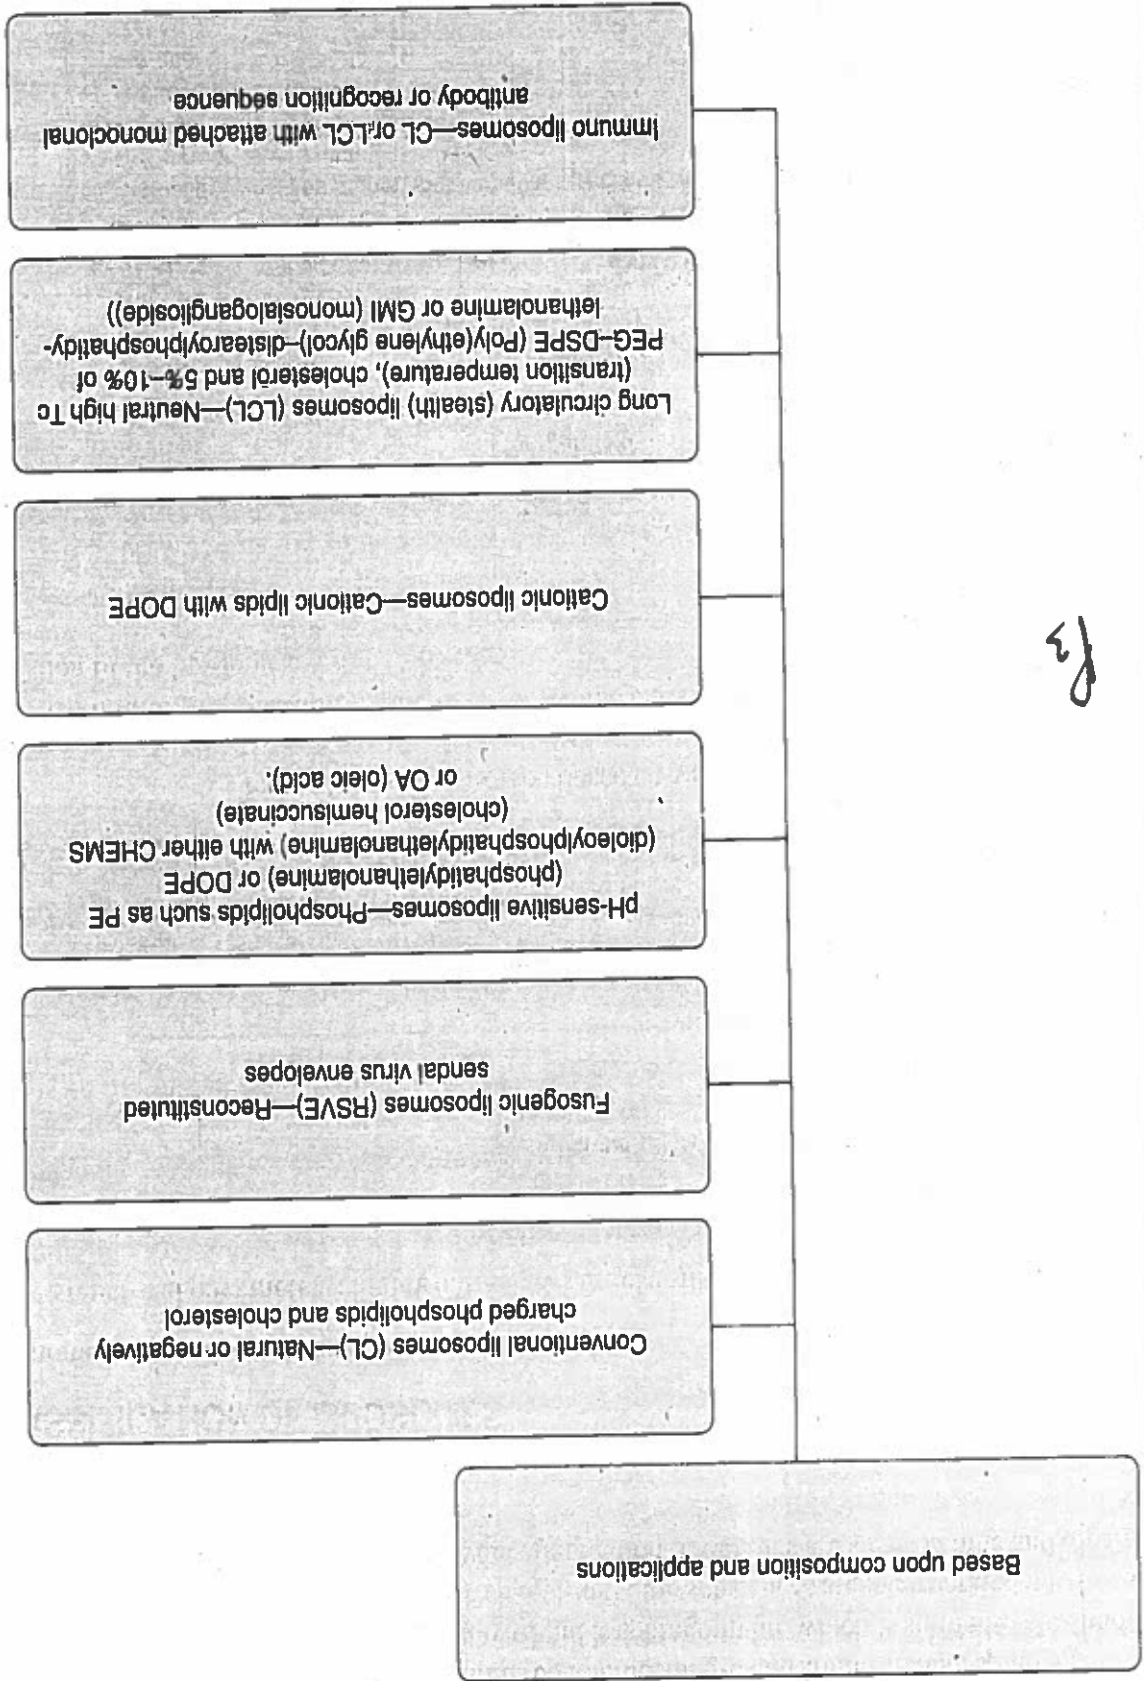 Based upon composition and applications
Conventional liposomes (CL)—Natural or negatively
charged phospholipids and cholesterol
Fusogenic liposomes (RSVE)—Reconstituted
sendal virus envelopes
pH-sensitive liposomes—Phospholipids such as PE
(phosphatidylethanolamine) or DOPE
(dioleoylphosphatidylethanolamine) with either CHEMS
(cholesterol hemisuccinate)
or OA (oleic acid).
Cationic liposomes—Cationic lipids with DOPE
Long circulatory (stealth) liposomes (LCL)—Neutral high Tc
(transition temperature), cholesterol and 5%–10% of
PEG–DSPE (Poly(ethylene glycol)–distearoylphosphatidy-
lethanolamine or GMI (monosialoganglioside))
Immuno liposomes—CL or LCL with attached monoclonal
antibody or recognition sequence